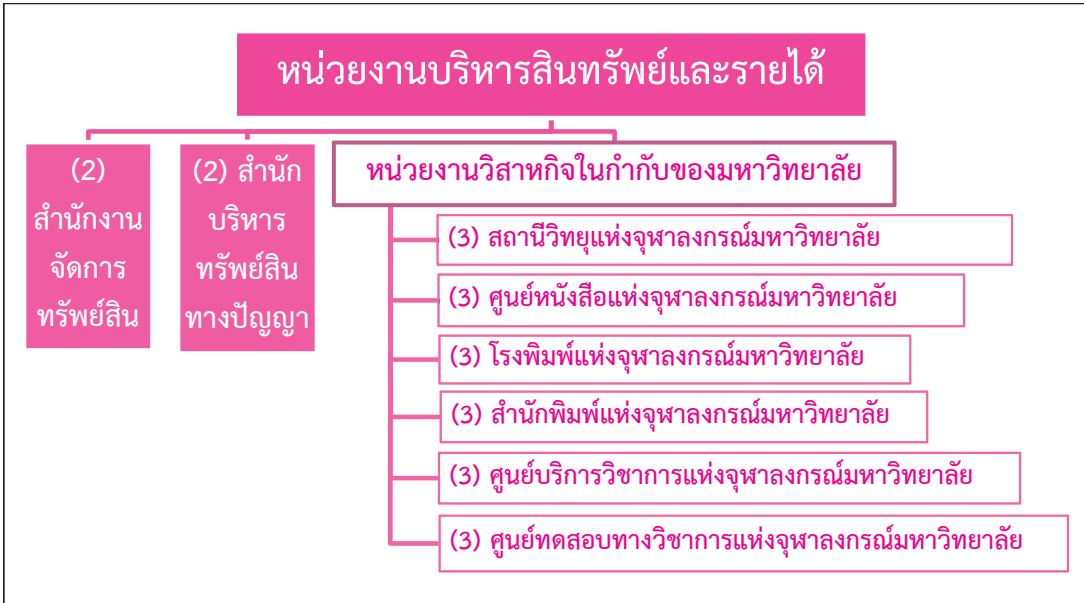 หน่วยงานบริหารสินทรัพย์และรายได้
(2)
สำนักงาน
จัดการ
ทรัพย์สิน
(2) สำนัก
บริหาร
ทรัพย์สิน
ทางปัญญา
หน่วยงานวิสาหกิจในกำกับของมหาวิทยาลัย
(3) สถานีวิทยุแห่งจุฬาลงกรณ์มหาวิทยาลัย
(3) ศูนย์หนังสือแห่งจุฬาลงกรณ์มหาวิทยาลัย
(3) โรงพิมพ์แห่งจุฬาลงกรณ์มหาวิทยาลัย
(3) สำนักพิมพ์แห่งจุฬาลงกรณ์มหาวิทยาลัย
(3) ศูนย์บริการวิชาการแห่งจุฬาลงกรณ์มหาวิทยาลัย
(3) ศูนย์ทดสอบทางวิชาการแห่งจุฬาลงกรณ์มหาวิทยาลัย